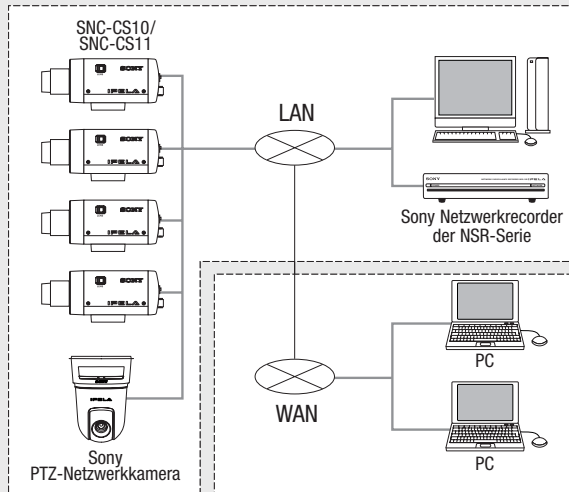 SNC-CS10/
SNC-CS11
SONY
IPELA
SONY
IPELA
SONY
IPELA
SONY
IPELA
IPELA
Sony
PTZ-Netzwerkkamera
LAN
SONY
IPELA
Sony Netzwerkrecorder
der NSR-Serie
WAN
PC
PC